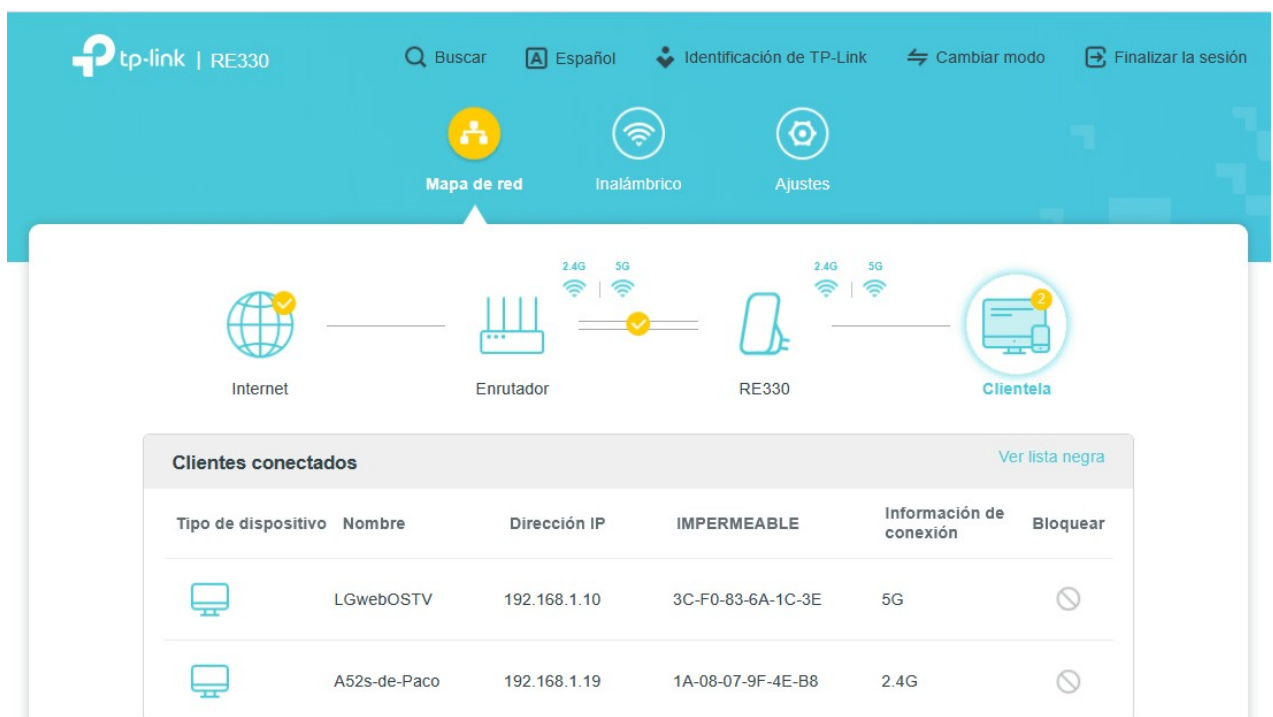 tp-link | RE330
Buscar
Español
Identificación de TP-Link
Cambiar modo
Finalizar la sesión
Mapa de red
Inalámbrico
Ajustes
2.4G
5G
2.4G
5G
2
Internet
Enrutador
RE330
Clientela
Clientes conectados
Ver lista negra
Tipo de dispositivo
Nombre
Dirección IP
IMPERMEABLE
Información de
conexión
Bloquear
LGwebOSTV
192.168.1.10
3C-F0-83-6A-1C-3E
5G
A52s-de-Paco
192.168.1.19
1A-08-07-9F-4E-B8
2.4G